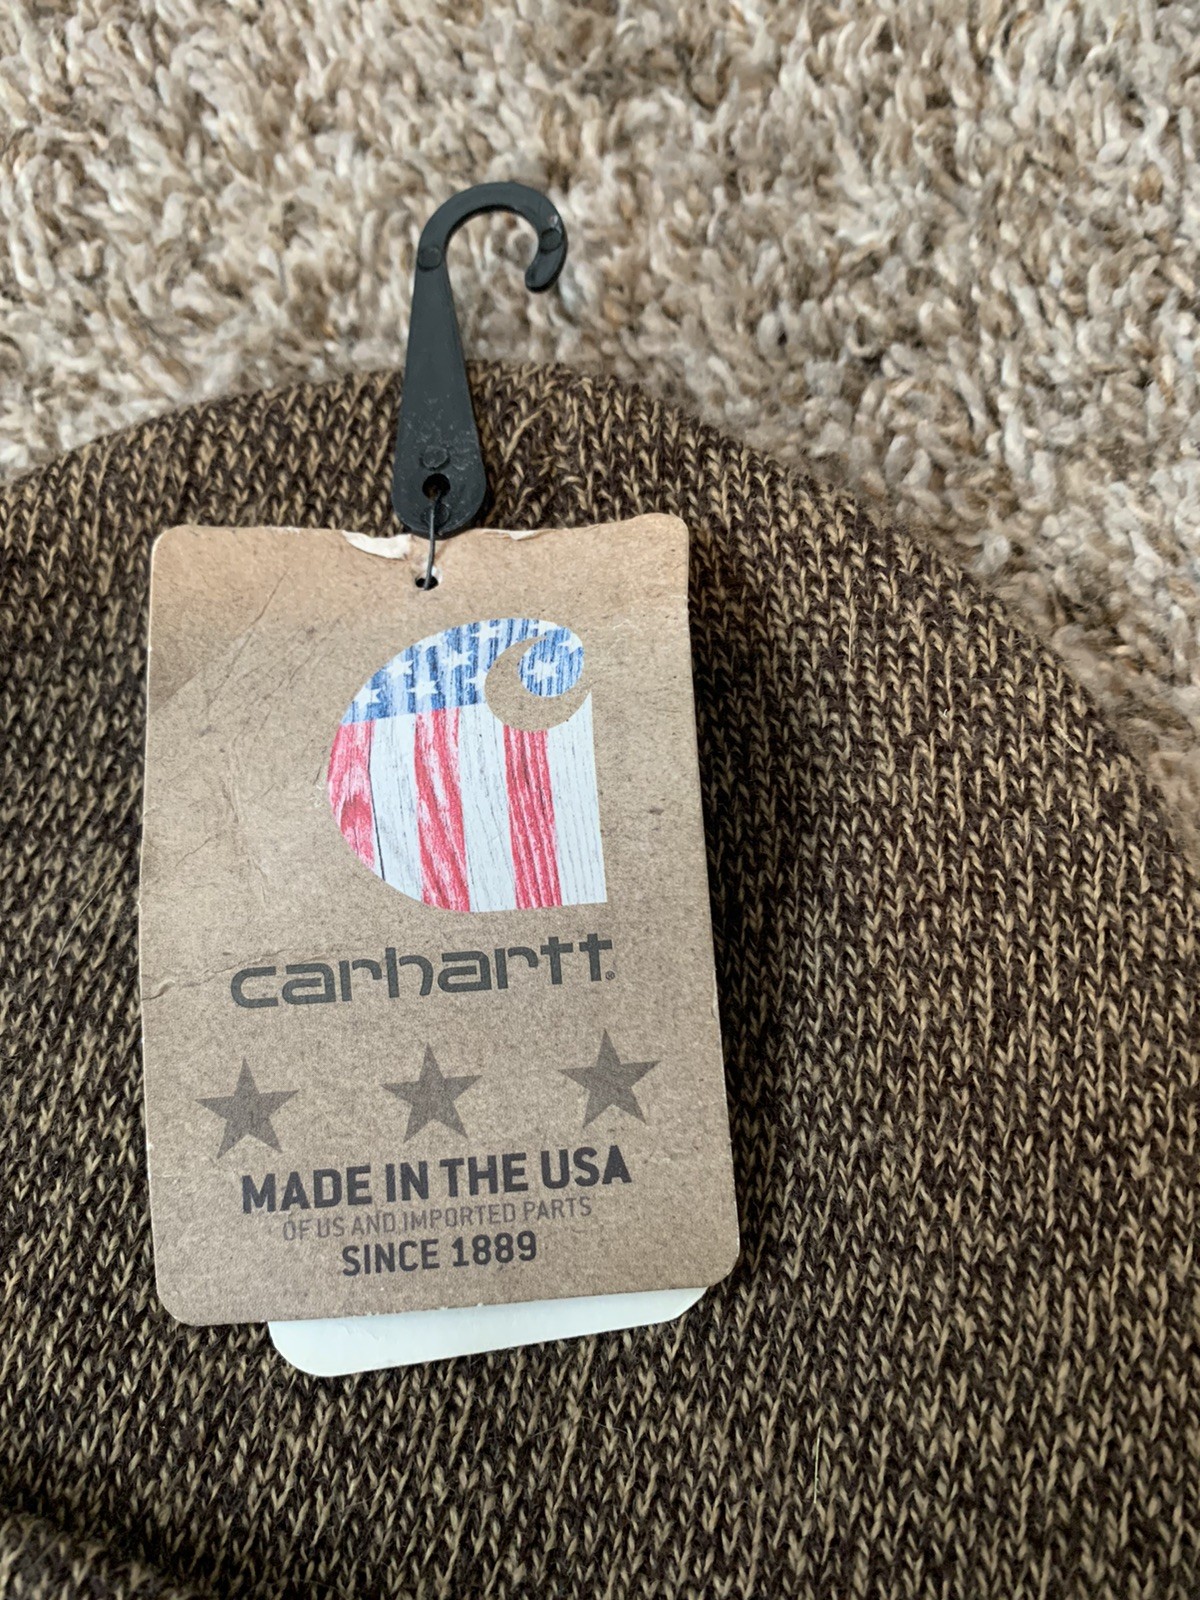 carhartt®
MADE IN THE USA
OF US AND IMPORTED PARTS
SINCE 1889